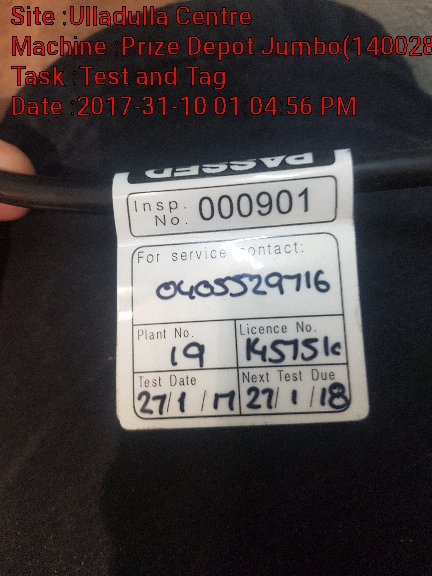 Site :Ulladulla Centre
Machine :Prize Depot Jumbo(140028
Task :Test and Tag
Date :2017-31-10 01:04:56 PM
PASSED
Insp. No. 000901
For service contact:
0405529716
Plant No. Licence No.
19 K4575k
Test Date Next Test Due
27/1/17 27/1/18